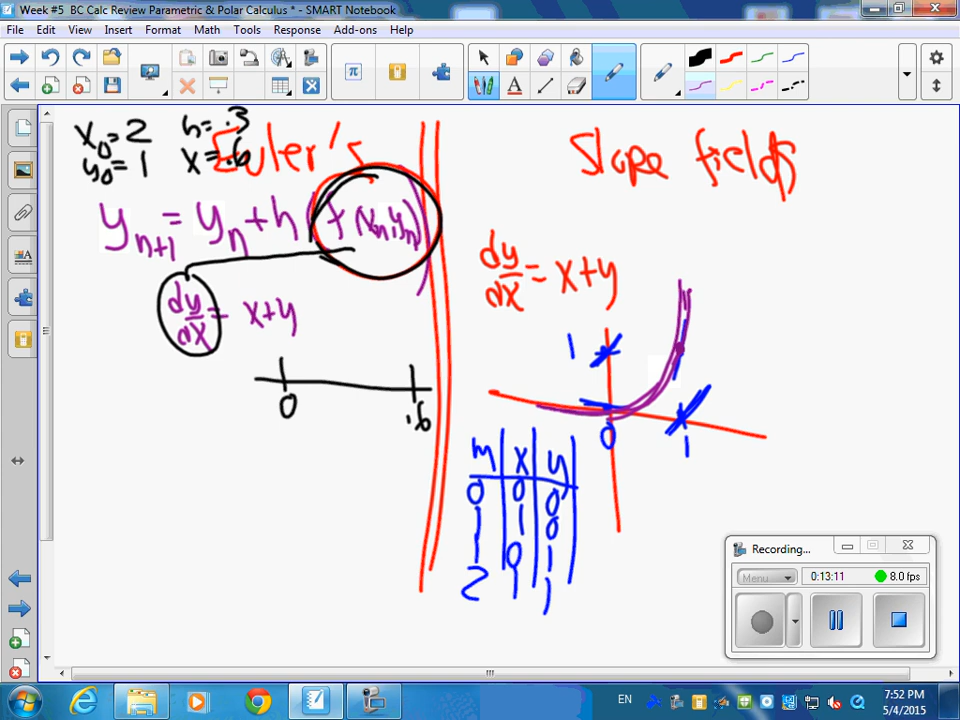 Week #5 BC Calc Review Parametric & Polar Calculus * - SMART Notebook
File Edit View Insert Format Math Tools Response Add-ons Help
x₀=2 h=.3
y₀=1 x=.6
Euler's
yₙ₊₁ = yₙ + h (f(xₙ,yₙ))
dy/dx = x+y
0 .6
Slope fields
dy/dx = x+y
1
0 1
m x y
0 0 0
1 1 0
1 0 1
2 1 1
Recording...
Menu 0:13:11 8.0 fps
EN 7:52 PM
5/4/2015